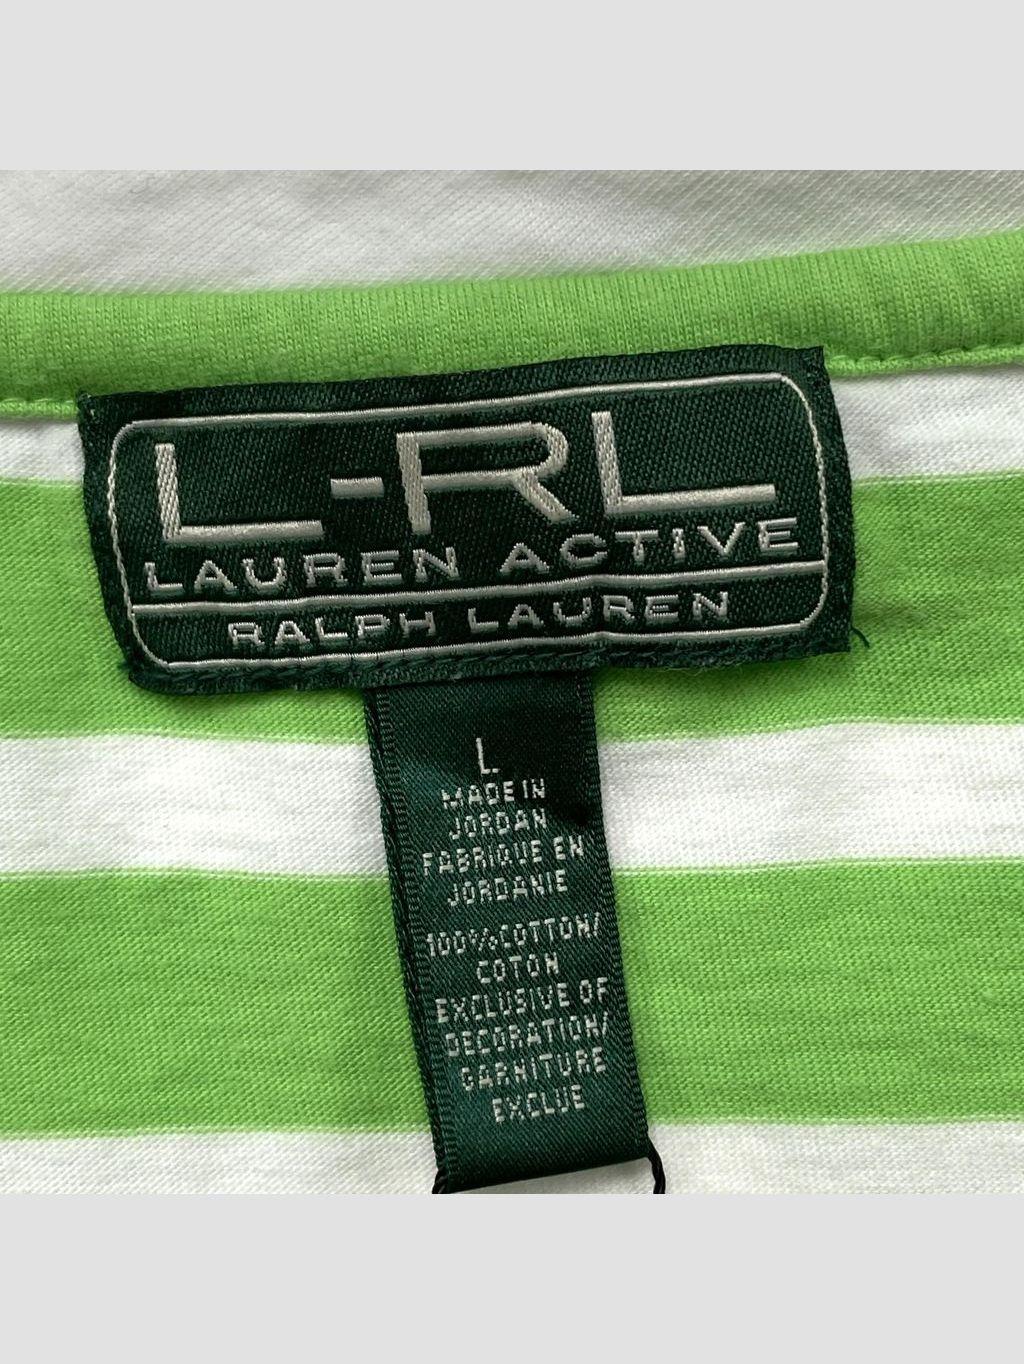 L-RL
LAUREN ACTIVE
RALPH LAUREN
L
MADE IN
JORDAN
FABRIQUE EN
JORDANIE
100%COTTON/
COTON
EXCLUSIVE OF
DECORATION/
GARNITURE
EXCLUE